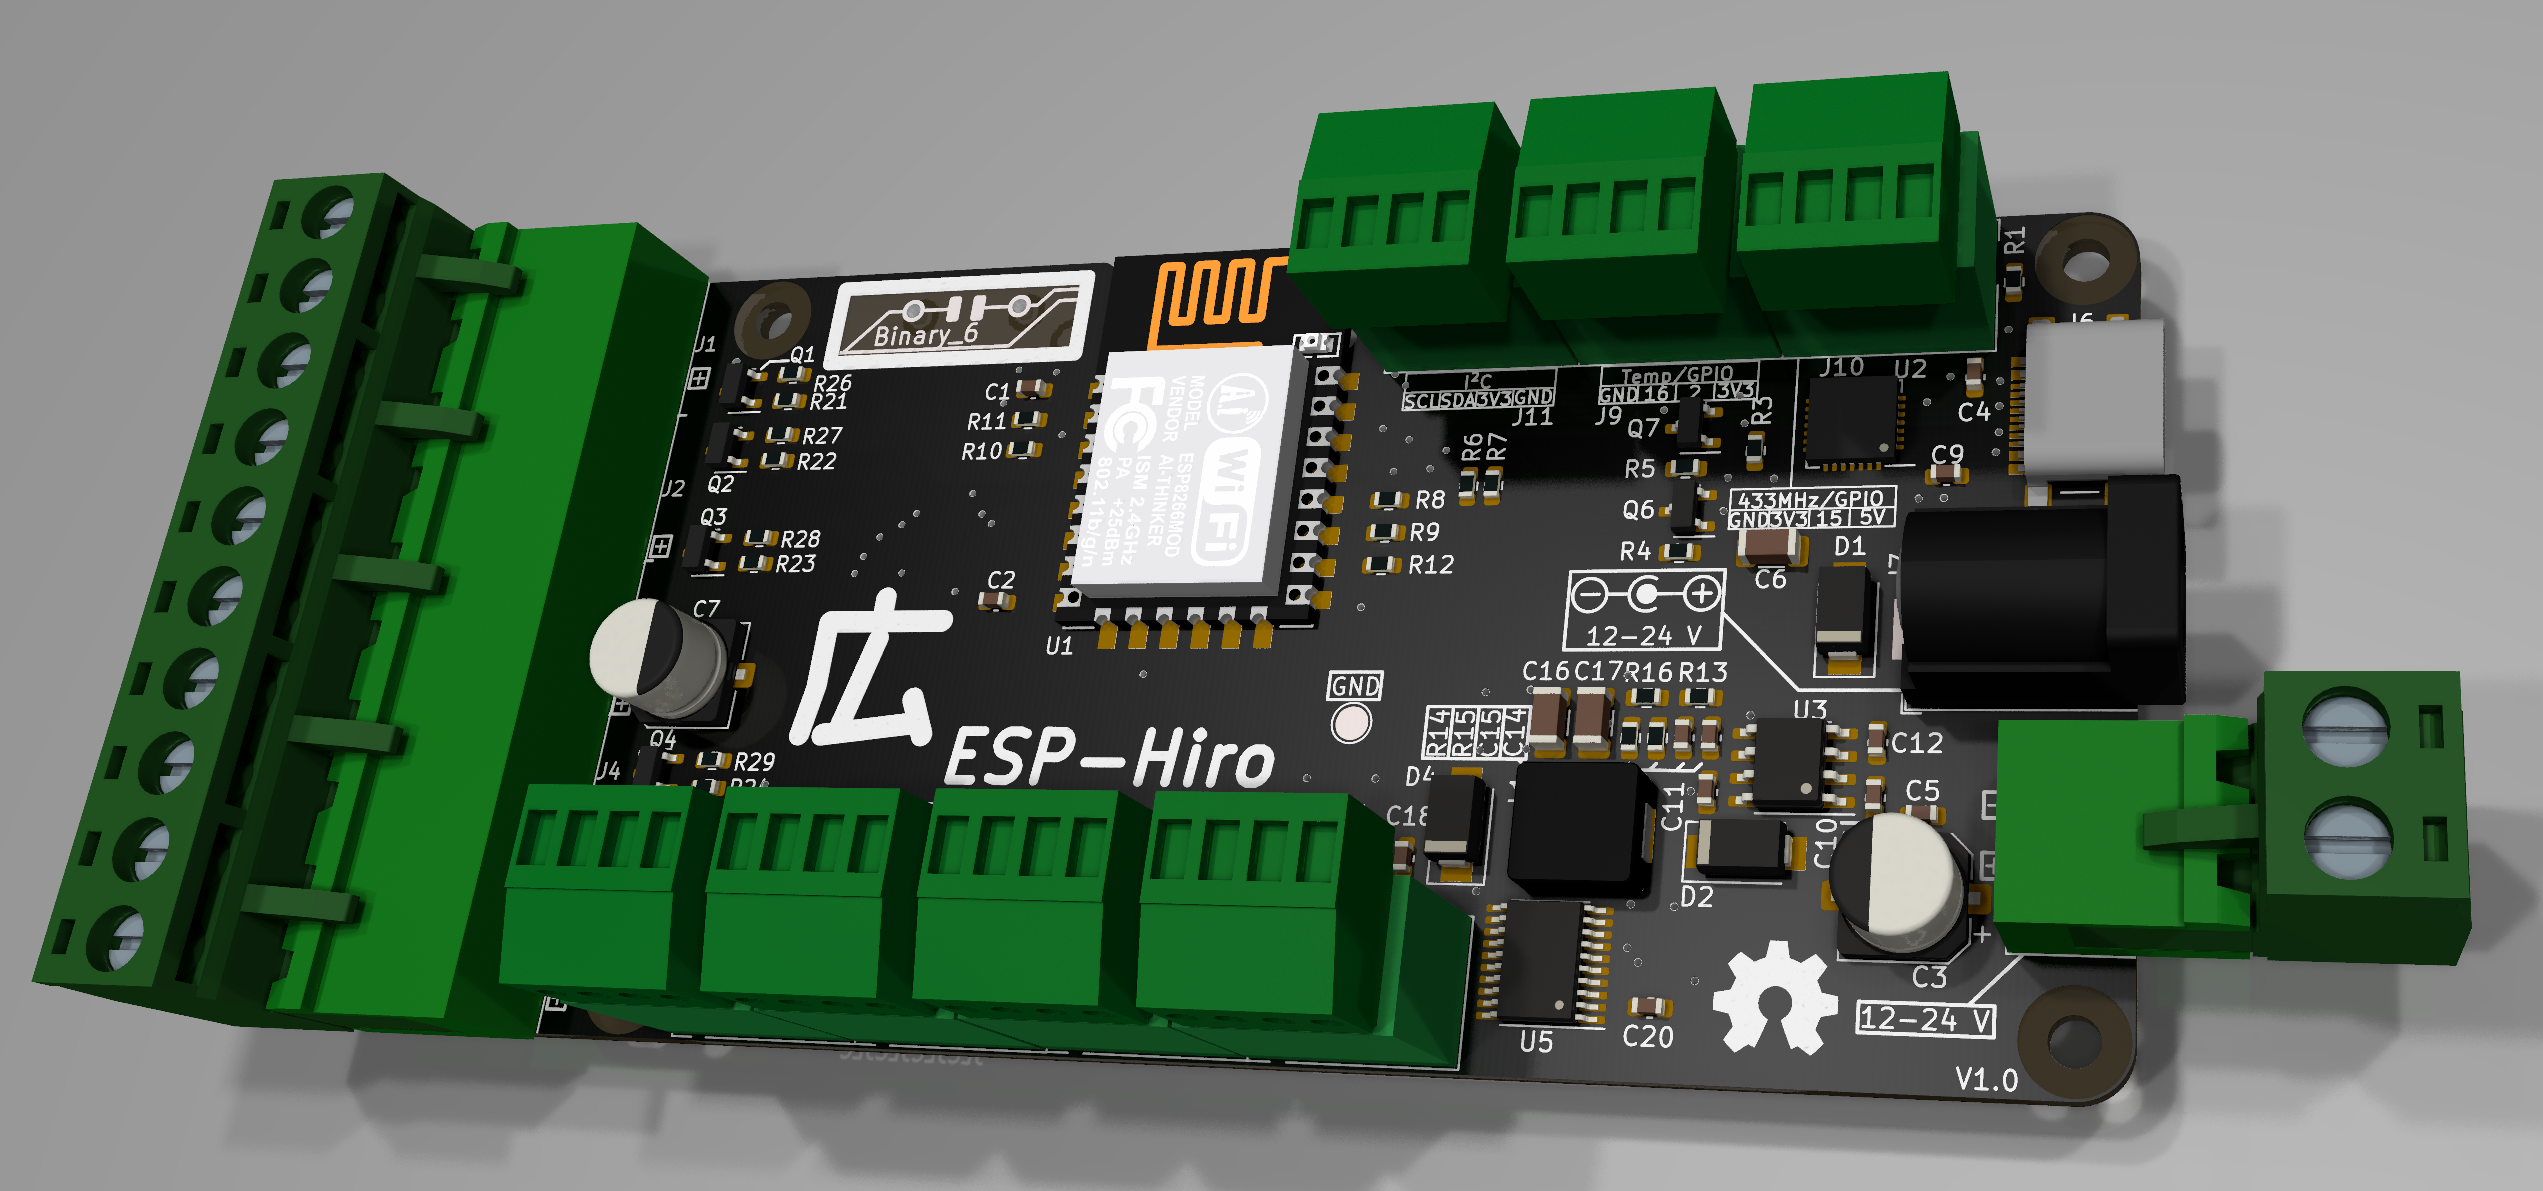 Binary_6
J1
Q1
R26
R21
R27
R22
Q2
J2
Q3
R28
R23
C7
Q4
R29
J4
C1
R11
R10
C2
U1
FC
Ai
WiFi
MODEL ESP8266MOD
VENDOR AI-THINKER
ISM 2.4GHz
PA +25dBm
802.11b/g/n
広
ESP-Hiro
GND
R8
R9
R12
R6
R7
I²C
SCL SDA 3V3 GND
J11
Temp/GPIO
GND 16 2 3V3
J9
Q7
R3
R5
Q6
R4
J10
U2
R1
J6
C4
C9
433MHz/GPIO
GND 3V3 15 5V
C6
D1
12-24 V
C16
C17
R16
R13
R14
R15
C15
C14
U3
C12
D4
C18
C11
C5
C10
D2
C3
+
U5
C20
12-24 V
V1.0